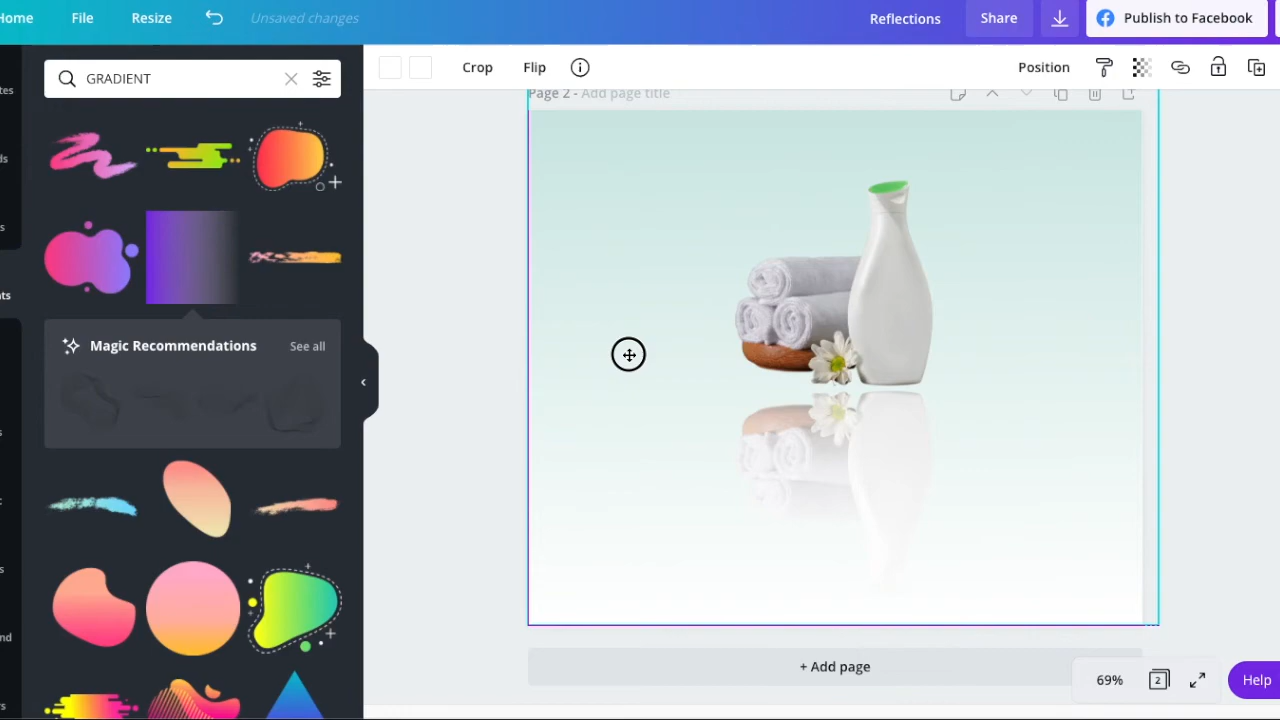 Home File Resize Unsaved changes Reflections Share Publish to Facebook
GRADIENT
Crop Flip Position
Page 2 - Add page title
Magic Recommendations See all
+ Add page
69% 2 Help